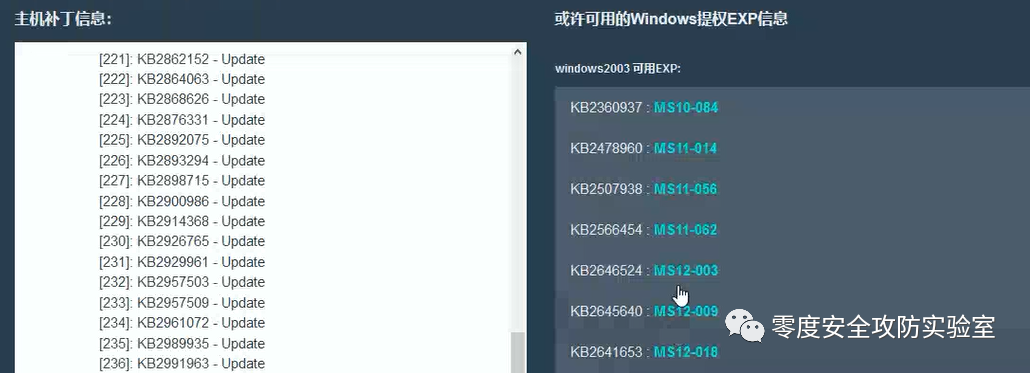 主机补丁信息：
[221]: KB2862152 - Update
[222]: KB2864063 - Update
[223]: KB2868626 - Update
[224]: KB2876331 - Update
[225]: KB2892075 - Update
[226]: KB2893294 - Update
[227]: KB2898715 - Update
[228]: KB2900986 - Update
[229]: KB2914368 - Update
[230]: KB2926765 - Update
[231]: KB2929961 - Update
[232]: KB2957503 - Update
[233]: KB2957509 - Update
[234]: KB2961072 - Update
[235]: KB2989935 - Update
[236]: KB2991963 - Update
或许可用的Windows提权EXP信息
windows2003 可用EXP:
KB2360937 : MS10-084
KB2478960 : MS11-014
KB2507938 : MS11-056
KB2566454 : MS11-062
KB2646524 : MS12-003
KB2645640 : MS12-009
KB2641653 : MS12-018
零度安全攻防实验室